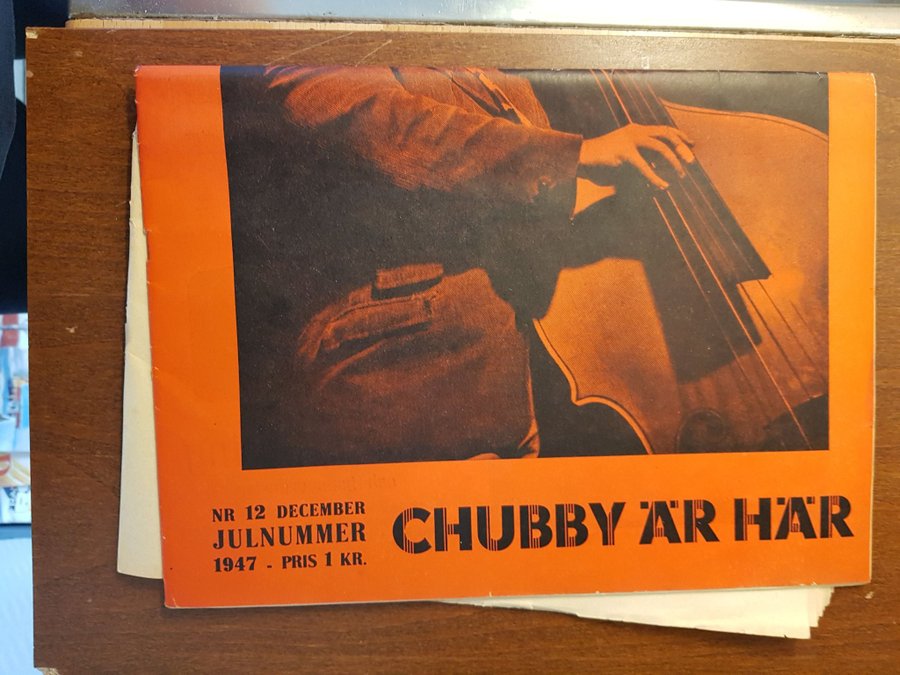 NR 12 DECEMBER
JULNUMMER
1947 - PRIS 1 KR.
CHUBBY ÄR HÄR